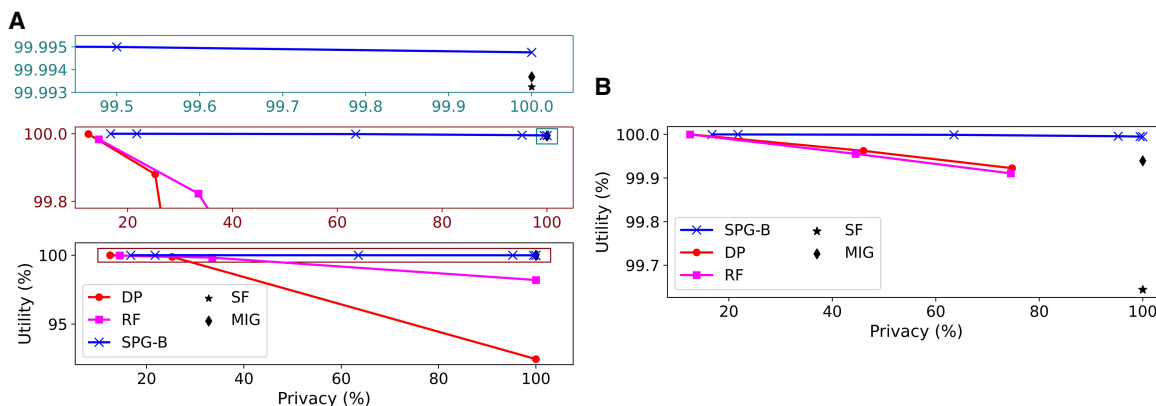 A
99.995
99.994
99.993
99.5 99.6 99.7 99.8 99.9 100.0
100.0
99.8
20 40 60 80 100
100
95
Utility (%)
DP SF
RF MIG
SPG-B
20 40 60 80 100
Privacy (%)
B
100.0
99.9
99.8
99.7
Utility (%)
SPG-B SF
DP MIG
RF
20 40 60 80 100
Privacy (%)